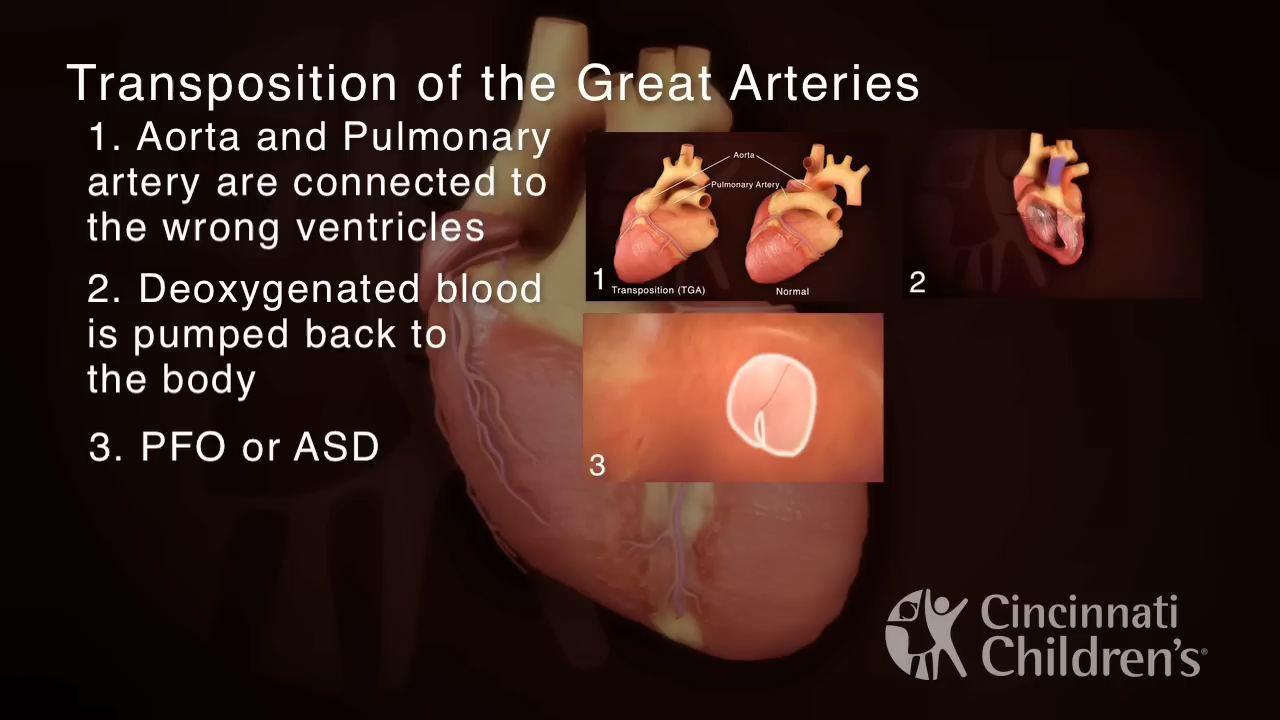 Transposition of the Great Arteries
1. Aorta and Pulmonary
artery are connected to
the wrong ventricles
2. Deoxygenated blood
is pumped back to
the body
3. PFO or ASD
Aorta
Pulmonary Artery
1
Transposition (TGA)
Normal
2
3
Cincinnati
Children's®